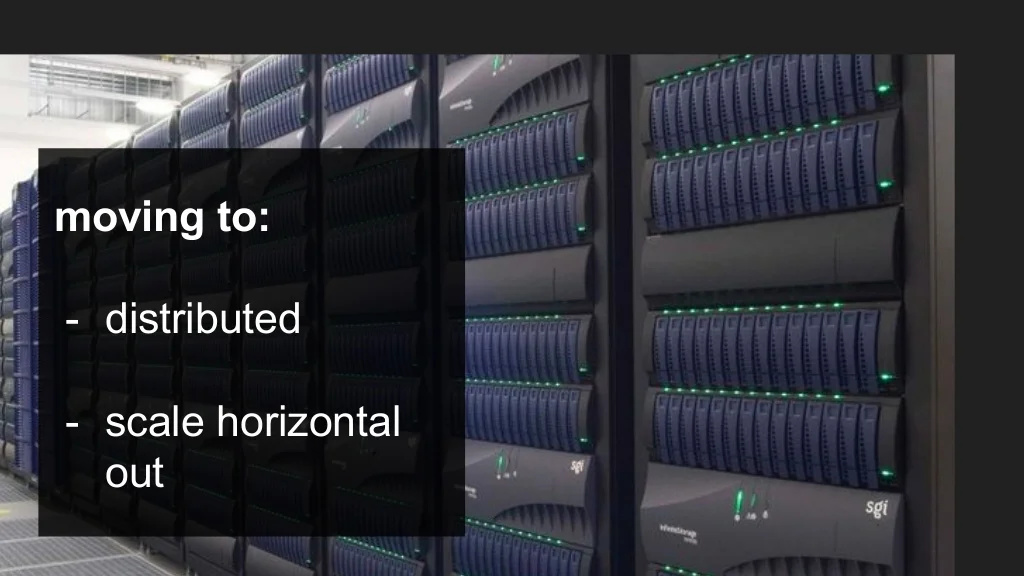 moving to:
- distributed
- scale horizontal
out
sgi
sgi